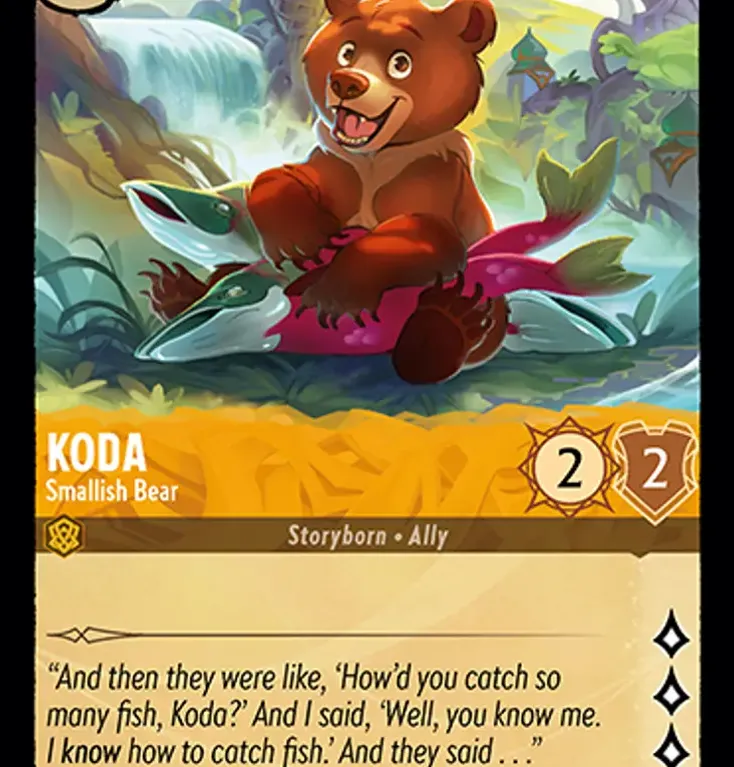 KODA
Smallish Bear
2
2
Storyborn • Ally
“And then they were like, ‘How’d you catch so
many fish, Koda?’ And I said, ‘Well, you know me.
I know how to catch fish.’ And they said . . .”